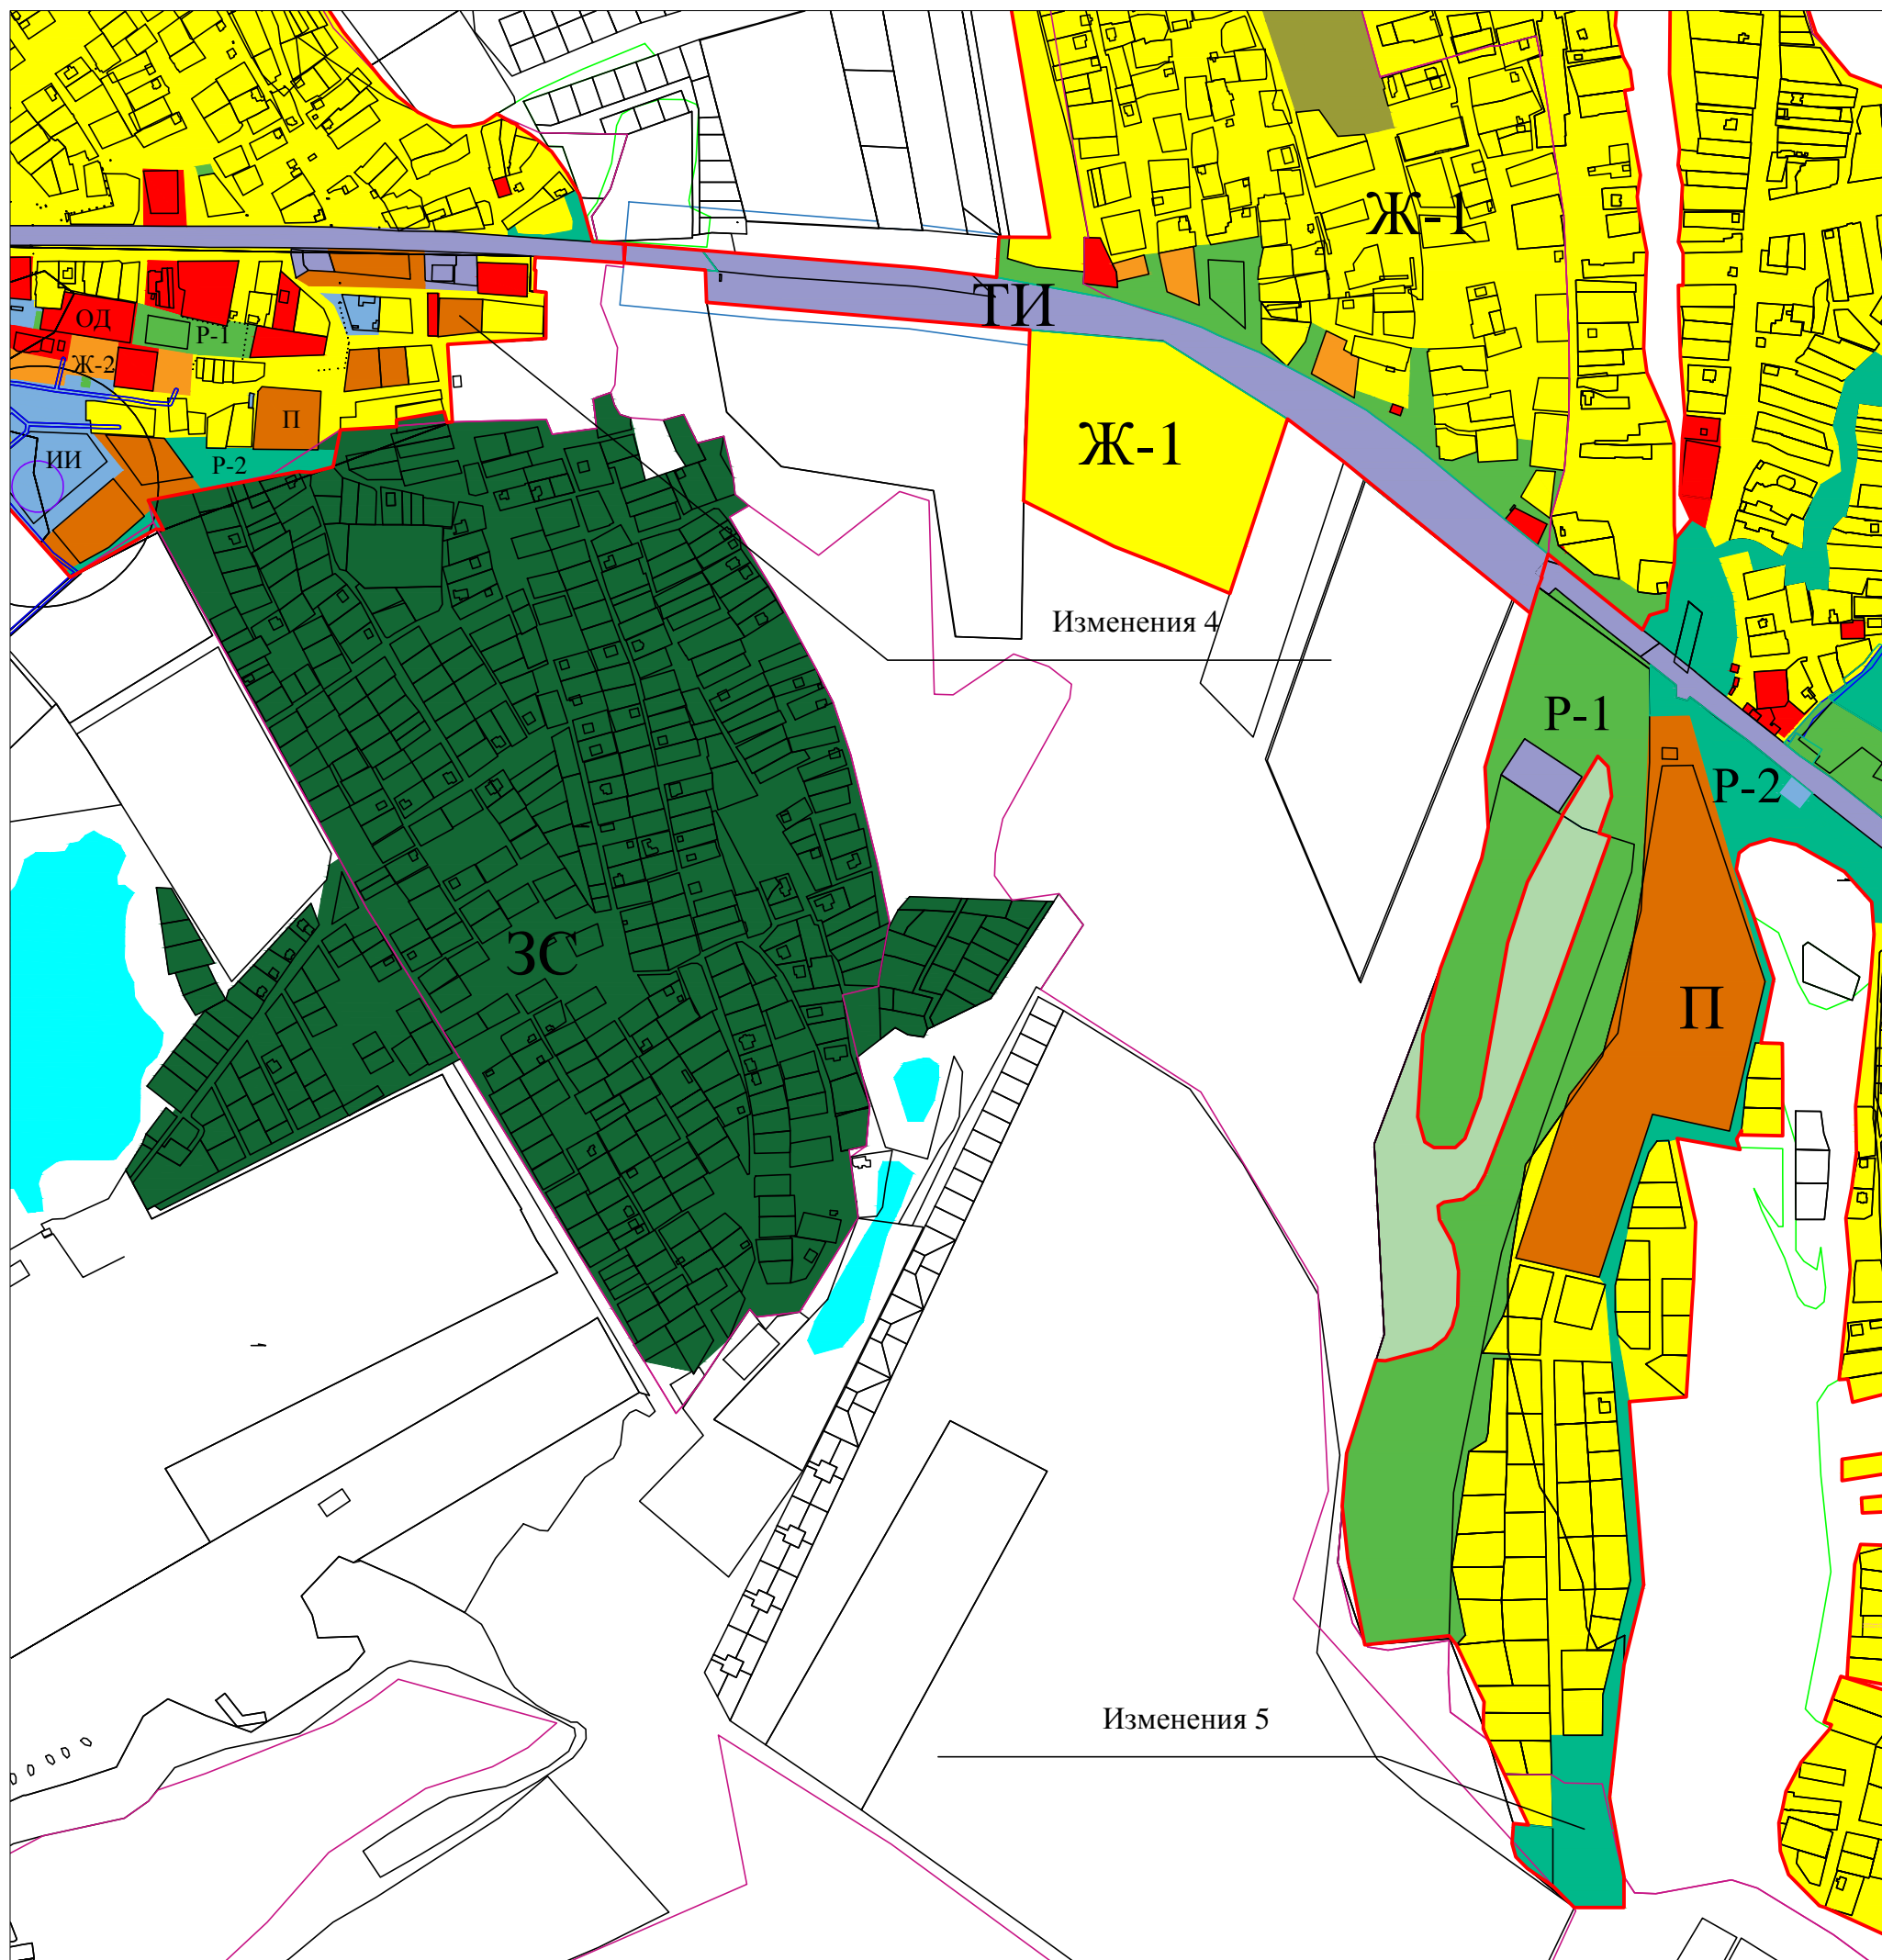 Ж-1
ТИ
ОД
Р-1
Ж-2
П
Ж-1
ИИ
Р-2
Изменения 4
Р-1
Р-2
ЗС
П
Изменения 5